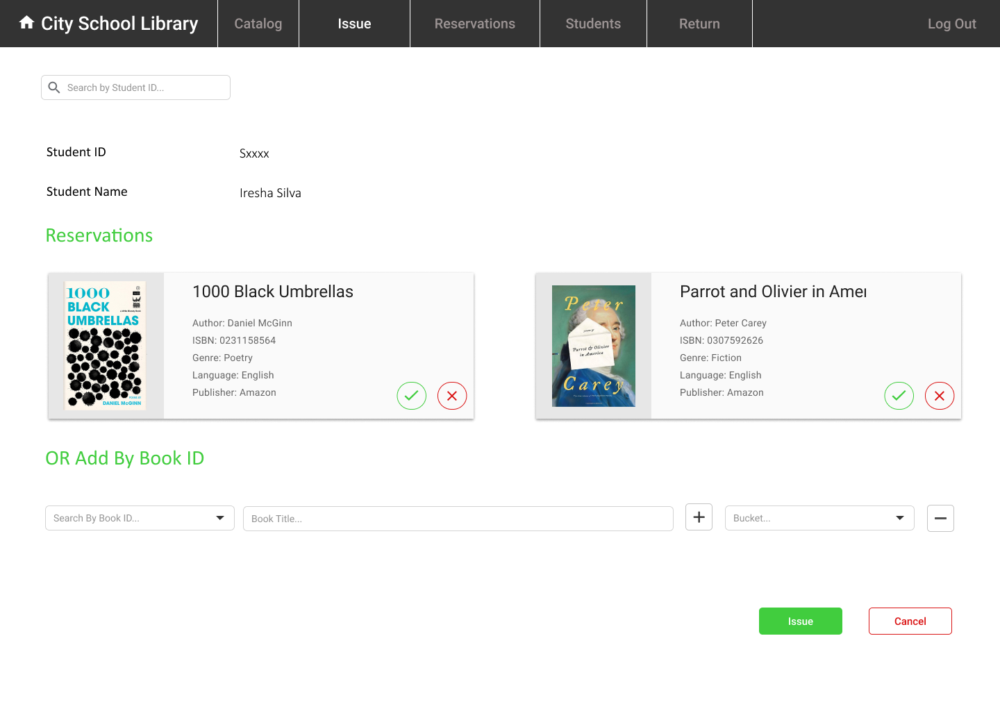 City School Library
Catalog
Issue
Reservations
Students
Return
Log Out
Search by Student ID...
Student ID
Sxxxx
Student Name
Iresha Silva
Reservations
1000
BLACK
UMBRELLAS
DANIEL McGINN
1000 Black Umbrellas
Author: Daniel McGinn
ISBN: 0231158564
Genre: Poetry
Language: English
Publisher: Amazon
Peter
Parrot & Olivier
in America
Carey
Parrot and Olivier in Amer
Author: Peter Carey
ISBN: 0307592626
Genre: Fiction
Language: English
Publisher: Amazon
OR Add By Book ID
Search By Book ID...
Book Title...
Bucket...
Issue
Cancel